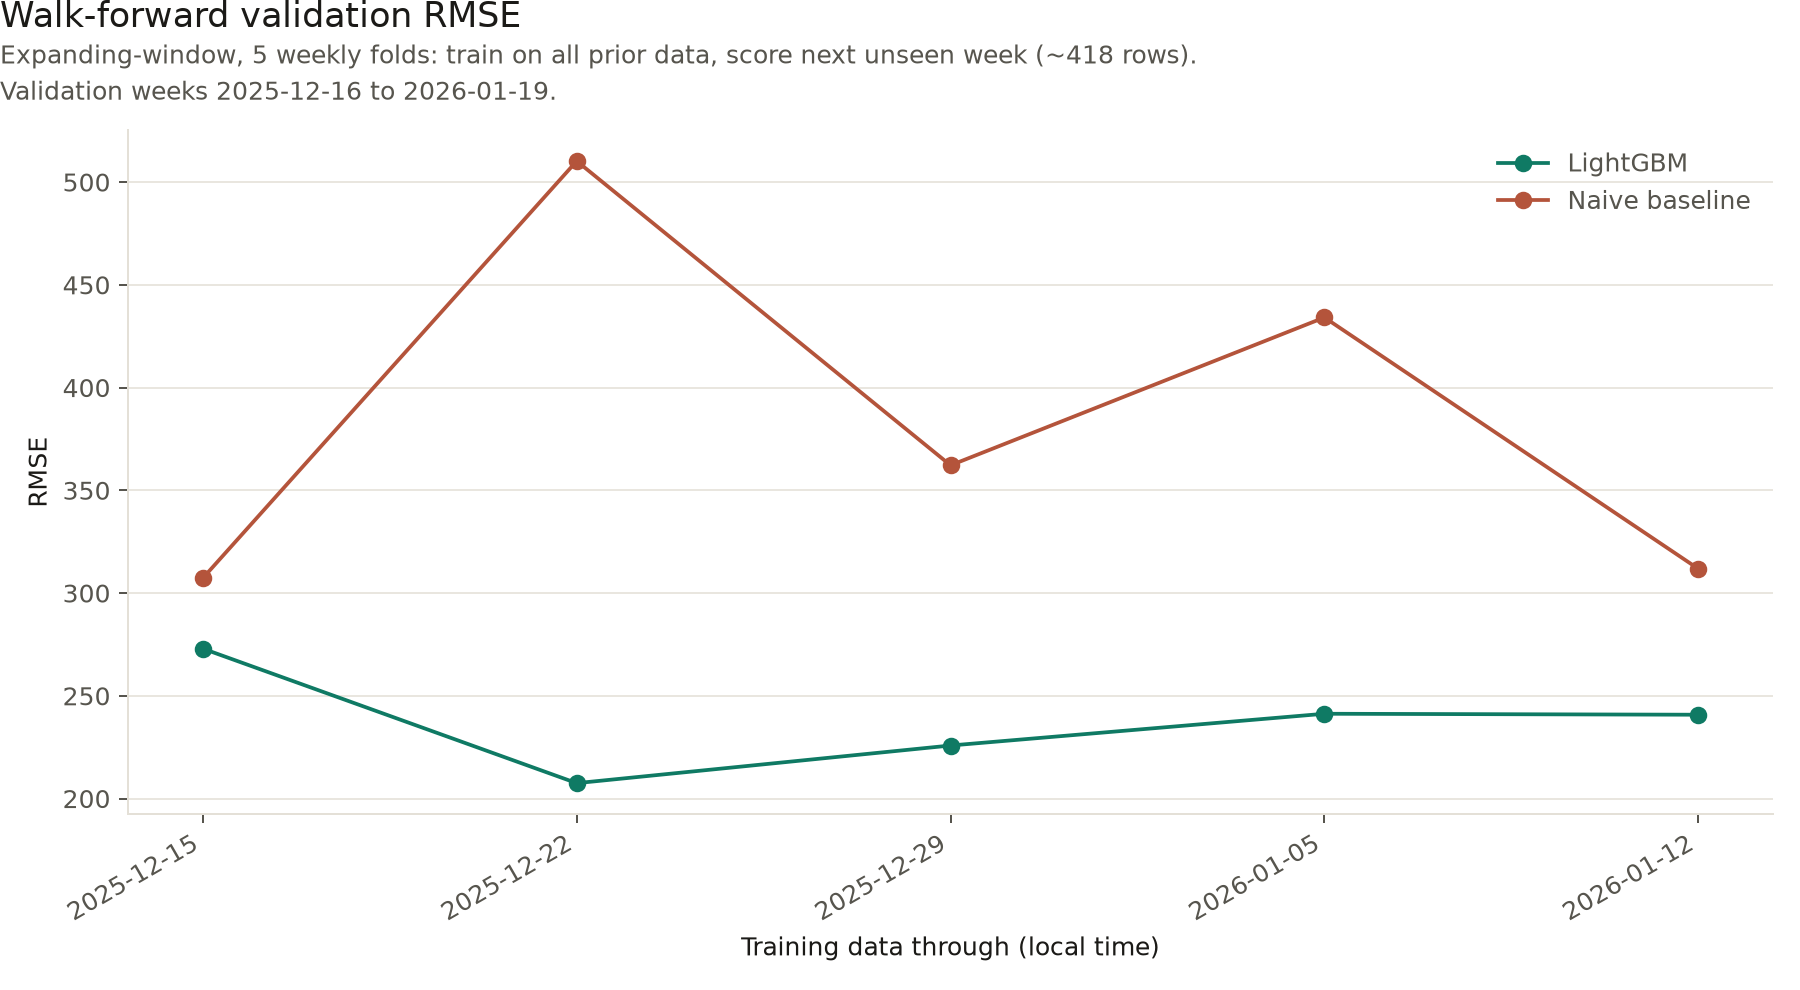 Walk-forward validation RMSE
Expanding-window, 5 weekly folds: train on all prior data, score next unseen week (~418 rows).
Validation weeks 2025-12-16 to 2026-01-19.
LightGBM
Naive baseline
500
450
400
350
300
250
200
RMSE
2025-12-15
2025-12-22
2025-12-29
2026-01-05
2026-01-12
Training data through (local time)